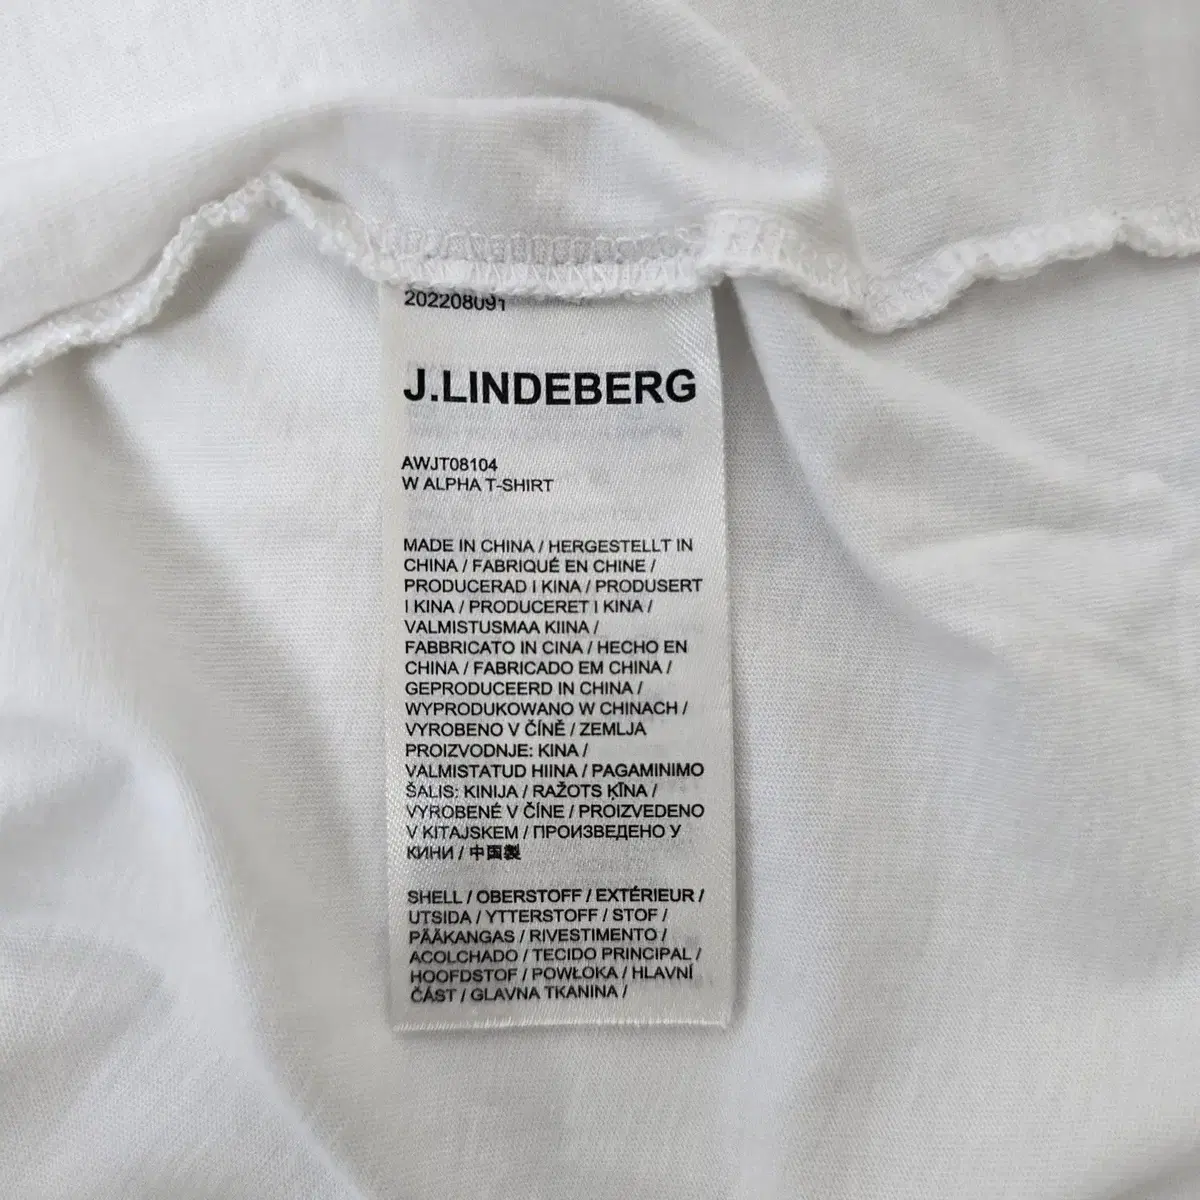 202208091
J.LINDEBERG
AWJT08104
W ALPHA T-SHIRT
MADE IN CHINA / HERGESTELLT IN
CHINA / FABRIQUÉ EN CHINE /
PRODUCERAD I KINA / PRODUSERT
I KINA / PRODUCERET I KINA /
VALMISTUSMAA KIINA /
FABBRICATO IN CINA / HECHO EN
CHINA / FABRICADO EM CHINA /
GEPRODUCEERD IN CHINA /
WYPRODUKOWANO W CHINACH /
VYROBENO V ČÍNĚ / ZEMLJA
PROIZVODNJE: KINA /
VALMISTATUD HIINA / PAGAMINIMO
ŠALIS: KINIJA / RAŽOTS ĶĪNA /
VYROBENÉ V ČÍNE / PROIZVEDENO
V KITAJSKEM / ПРОИЗВЕДЕНО У
КИНИ / 中国製
SHELL / OBERSTOFF / EXTÉRIEUR /
UTSIDA / YTTERSTOFF / STOF /
PÄÄKANGAS / RIVESTIMENTO /
ACOLCHADO / TECIDO PRINCIPAL /
HOOFDSTOF / POWŁOKA / HLAVNÍ
ČÁST / GLAVNA TKANINA /